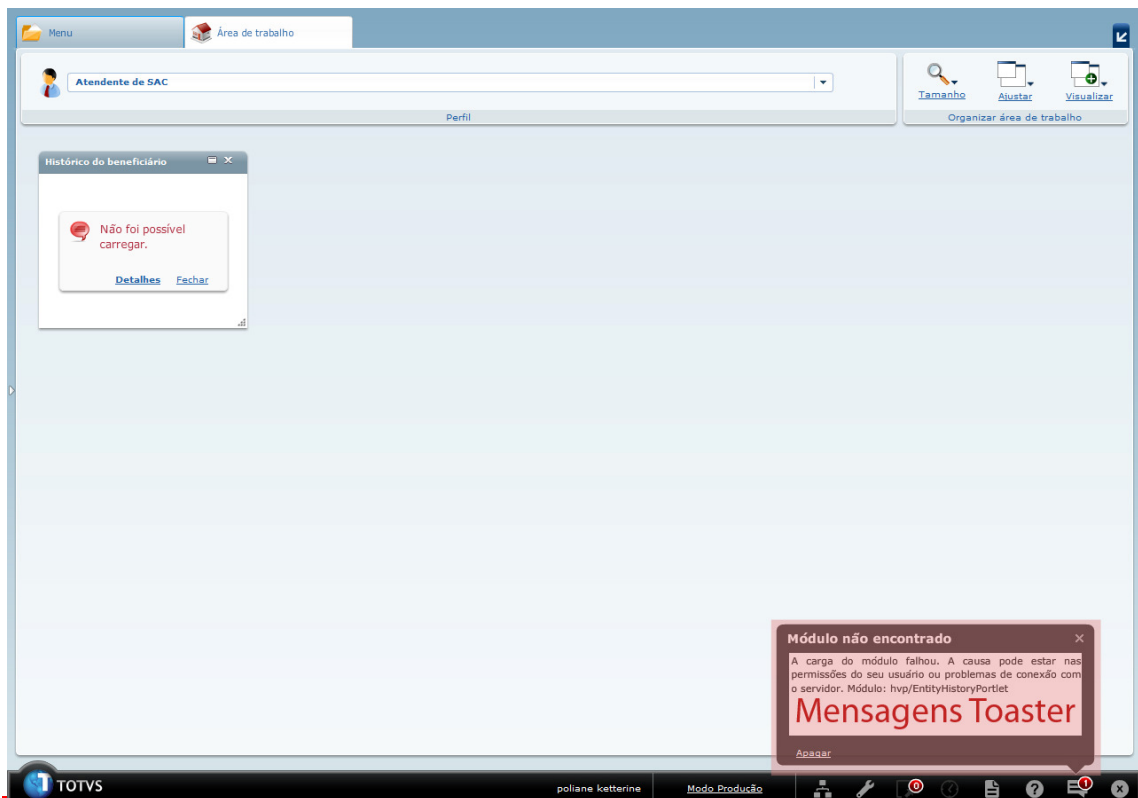 Menu
Área de trabalho
Atendente de SAC
Perfil
Tamanho
Ajustar
Visualizar
Organizar área de trabalho
Histórico do beneficiário
Não foi possível
carregar.
Detalhes Fechar
Módulo não encontrado
A carga do módulo falhou. A causa pode estar nas
permissões do seu usuário ou problemas de conexão com
o servidor. Módulo: hvp/EntityHistoryPortlet
Mensagens Toaster
Apagar
TOTVS
poliane ketterine
Modo Produção
0
1